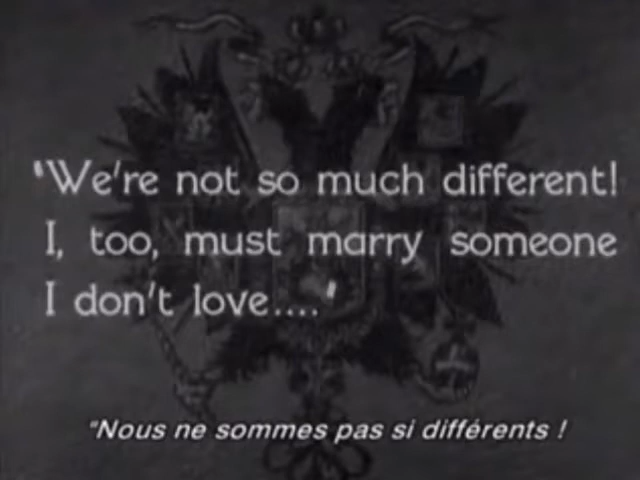 'We're not so much different!
I, too, must marry someone
I don't love....'
"Nous ne sommes pas si différents !